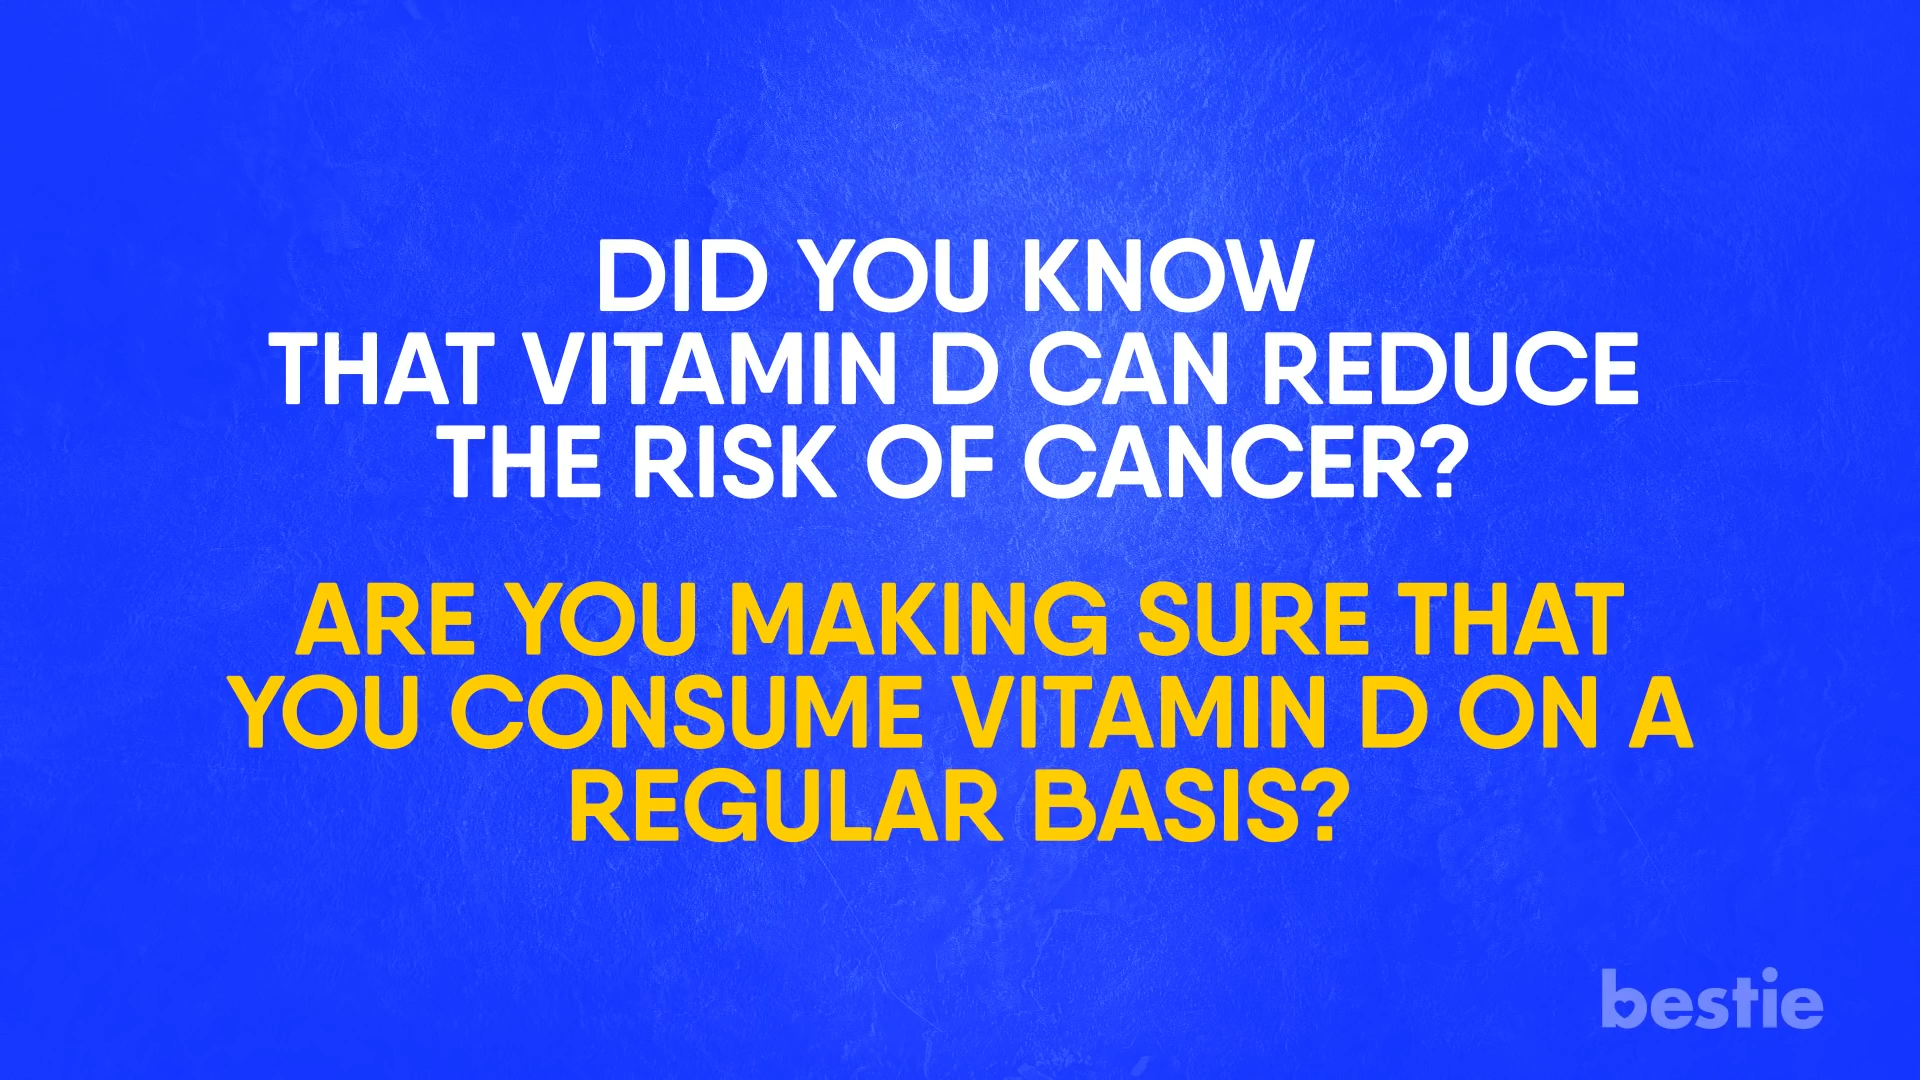 DID YOU KNOW
THAT VITAMIN D CAN REDUCE
THE RISK OF CANCER?
ARE YOU MAKING SURE THAT
YOU CONSUME VITAMIN D ON A
REGULAR BASIS?
bestie